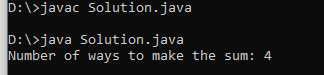 D:\>javac Solution.java
D:\>java Solution.java
Number of ways to make the sum: 4